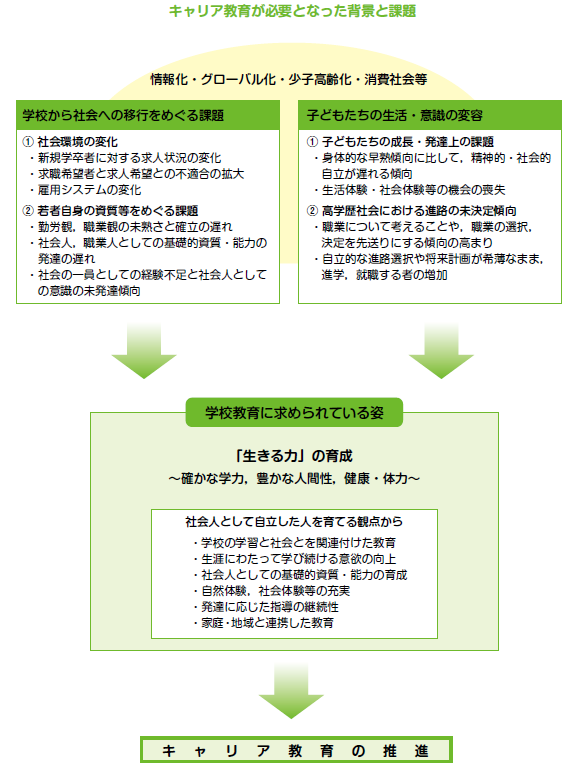 キャリア教育が必要となった背景と課題
情報化・グローバル化・少子高齢化・消費社会等
学校から社会への移行をめぐる課題
① 社会環境の変化
・新規学卒者に対する求人状況の変化
・求職希望者と求人希望との不適合の拡大
・雇用システムの変化
② 若者自身の資質等をめぐる課題
・勤労観，職業観の未熟さと確立の遅れ
・社会人，職業人としての基礎的資質・能力の
発達の遅れ
・社会の一員としての経験不足と社会人として
の意識の未発達傾向
子どもたちの生活・意識の変容
① 子どもたちの成長・発達上の課題
・身体的な早熟傾向に比して，精神的・社会的
自立が遅れる傾向
・生活体験・社会体験等の機会の喪失
② 高学歴社会における進路の未決定傾向
・職業について考えることや，職業の選択，
決定を先送りにする傾向の高まり
・自立的な進路選択や将来計画が希薄なまま，
進学，就職する者の増加
学校教育に求められている姿
「生きる力」の育成
～確かな学力，豊かな人間性，健康・体力～
社会人として自立した人を育てる観点から
・学校の学習と社会とを関連付けた教育
・生涯にわたって学び続ける意欲の向上
・社会人としての基礎的資質・能力の育成
・自然体験，社会体験等の充実
・発達に応じた指導の継続性
・家庭・地域と連携した教育
キャリア教育の推進